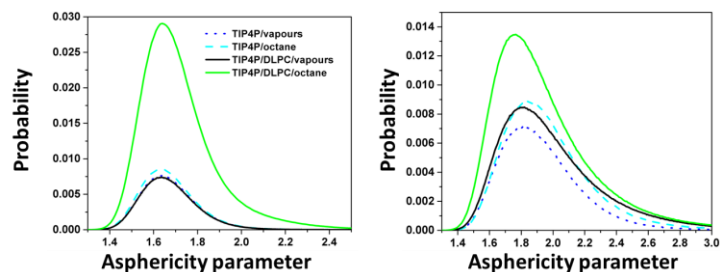 0.030
0.025
0.020
0.015
0.010
0.005
0.000
Probability
TIP4P/vapours
TIP4P/octane
TIP4P/DLPC/vapours
TIP4P/DLPC/octane
1.4 1.6 1.8 2.0 2.2 2.4
Asphericity parameter
0.014
0.012
0.010
0.008
0.006
0.004
0.002
0.000
Probability
1.4 1.6 1.8 2.0 2.2 2.4 2.6 2.8 3.0
Asphericity parameter